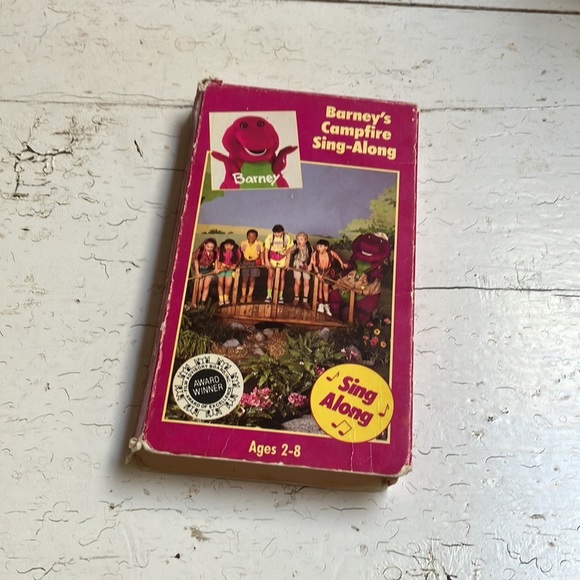 Barney's
Campfire
Sing-Along
Barney
AWARD
WINNER
Sing
Along
Ages 2-8